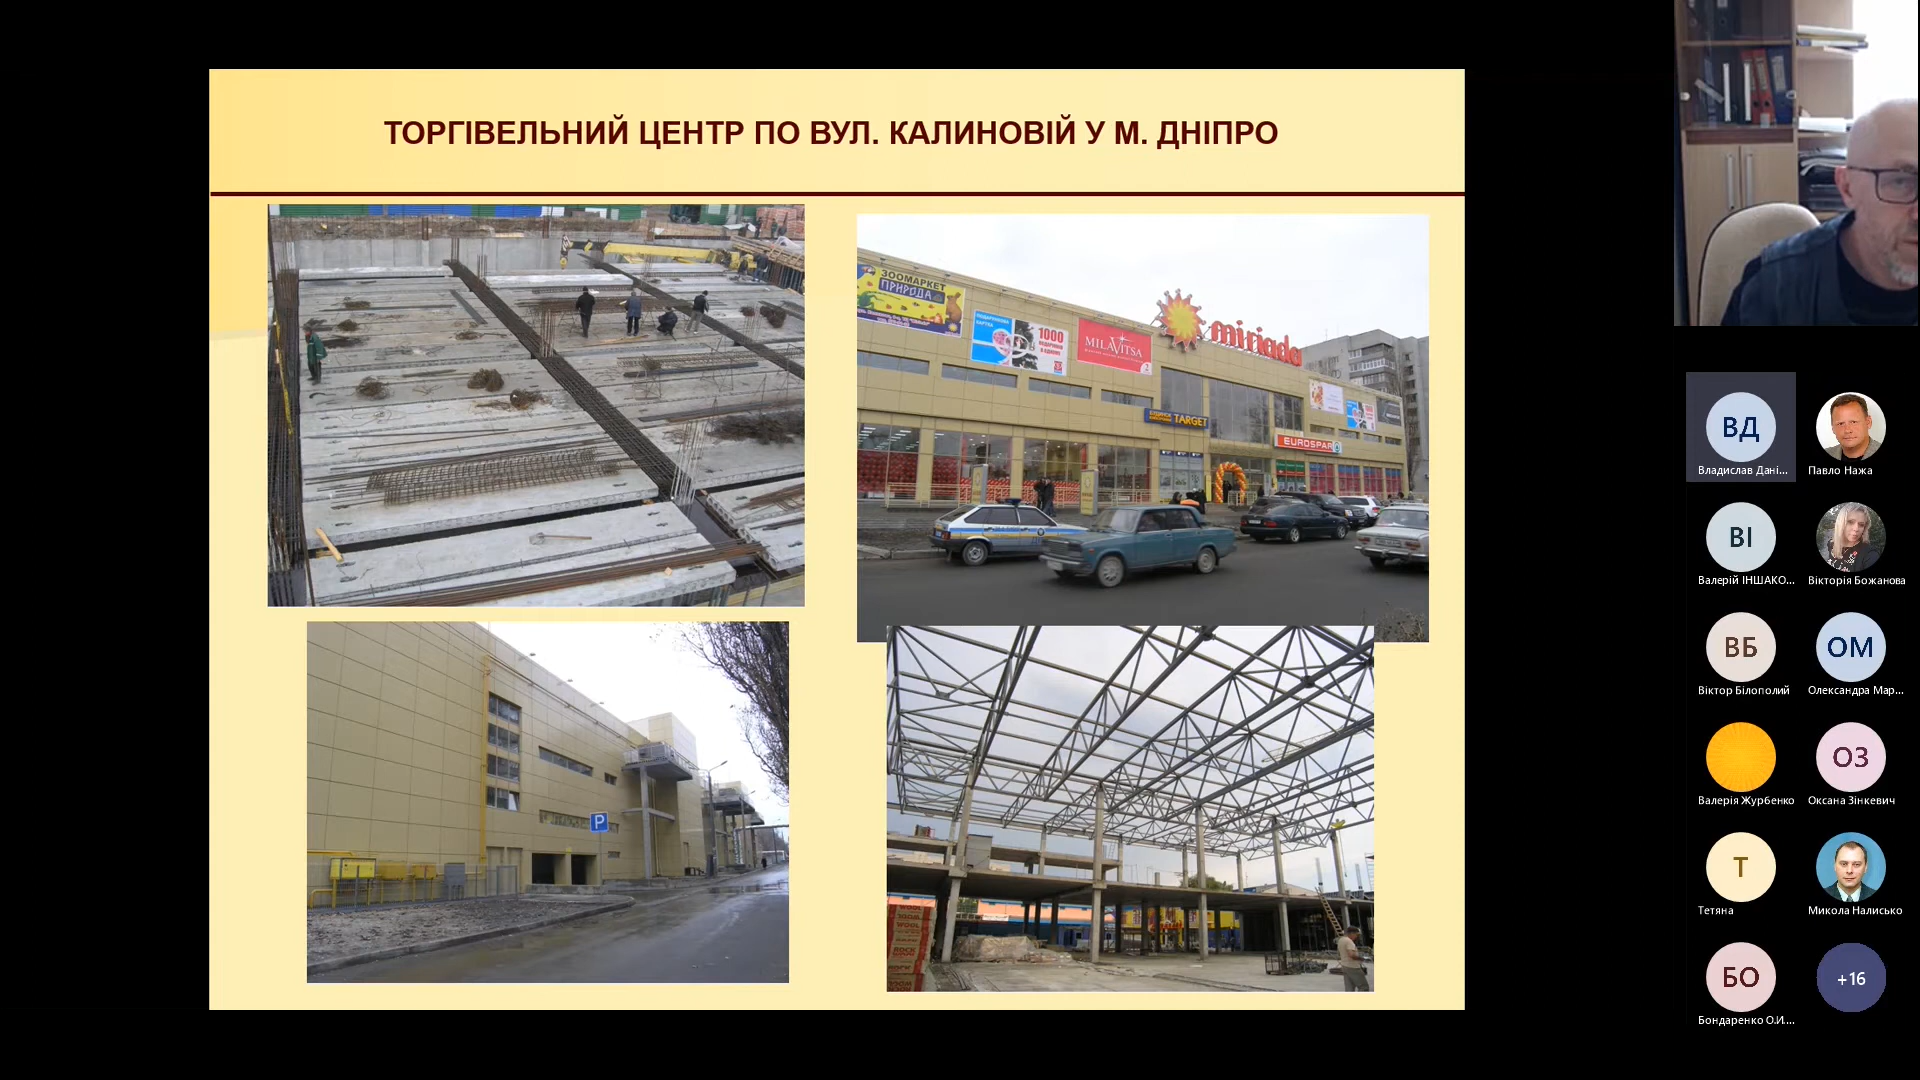 ТОРГІВЕЛЬНИЙ ЦЕНТР ПО ВУЛ. КАЛИНОВІЙ У М. ДНІПРО
ЗООМАРКЕТ
ПРИРОДА
1000
MILAVITSA
miriada
TARGET
EUROSPAR
P
WOOL
ROCK
ВД
Владислав Дані...
Павло Нажа
ВІ
Валерій ІНШАКО...
Вікторія Божанова
ВБ
Віктор Білополий
ОМ
Олександра Мар...
Валерія Журбенко
ОЗ
Оксана Зінкевич
Т
Тетяна
Микола Налисько
БО
Бондаренко О.И....
+16